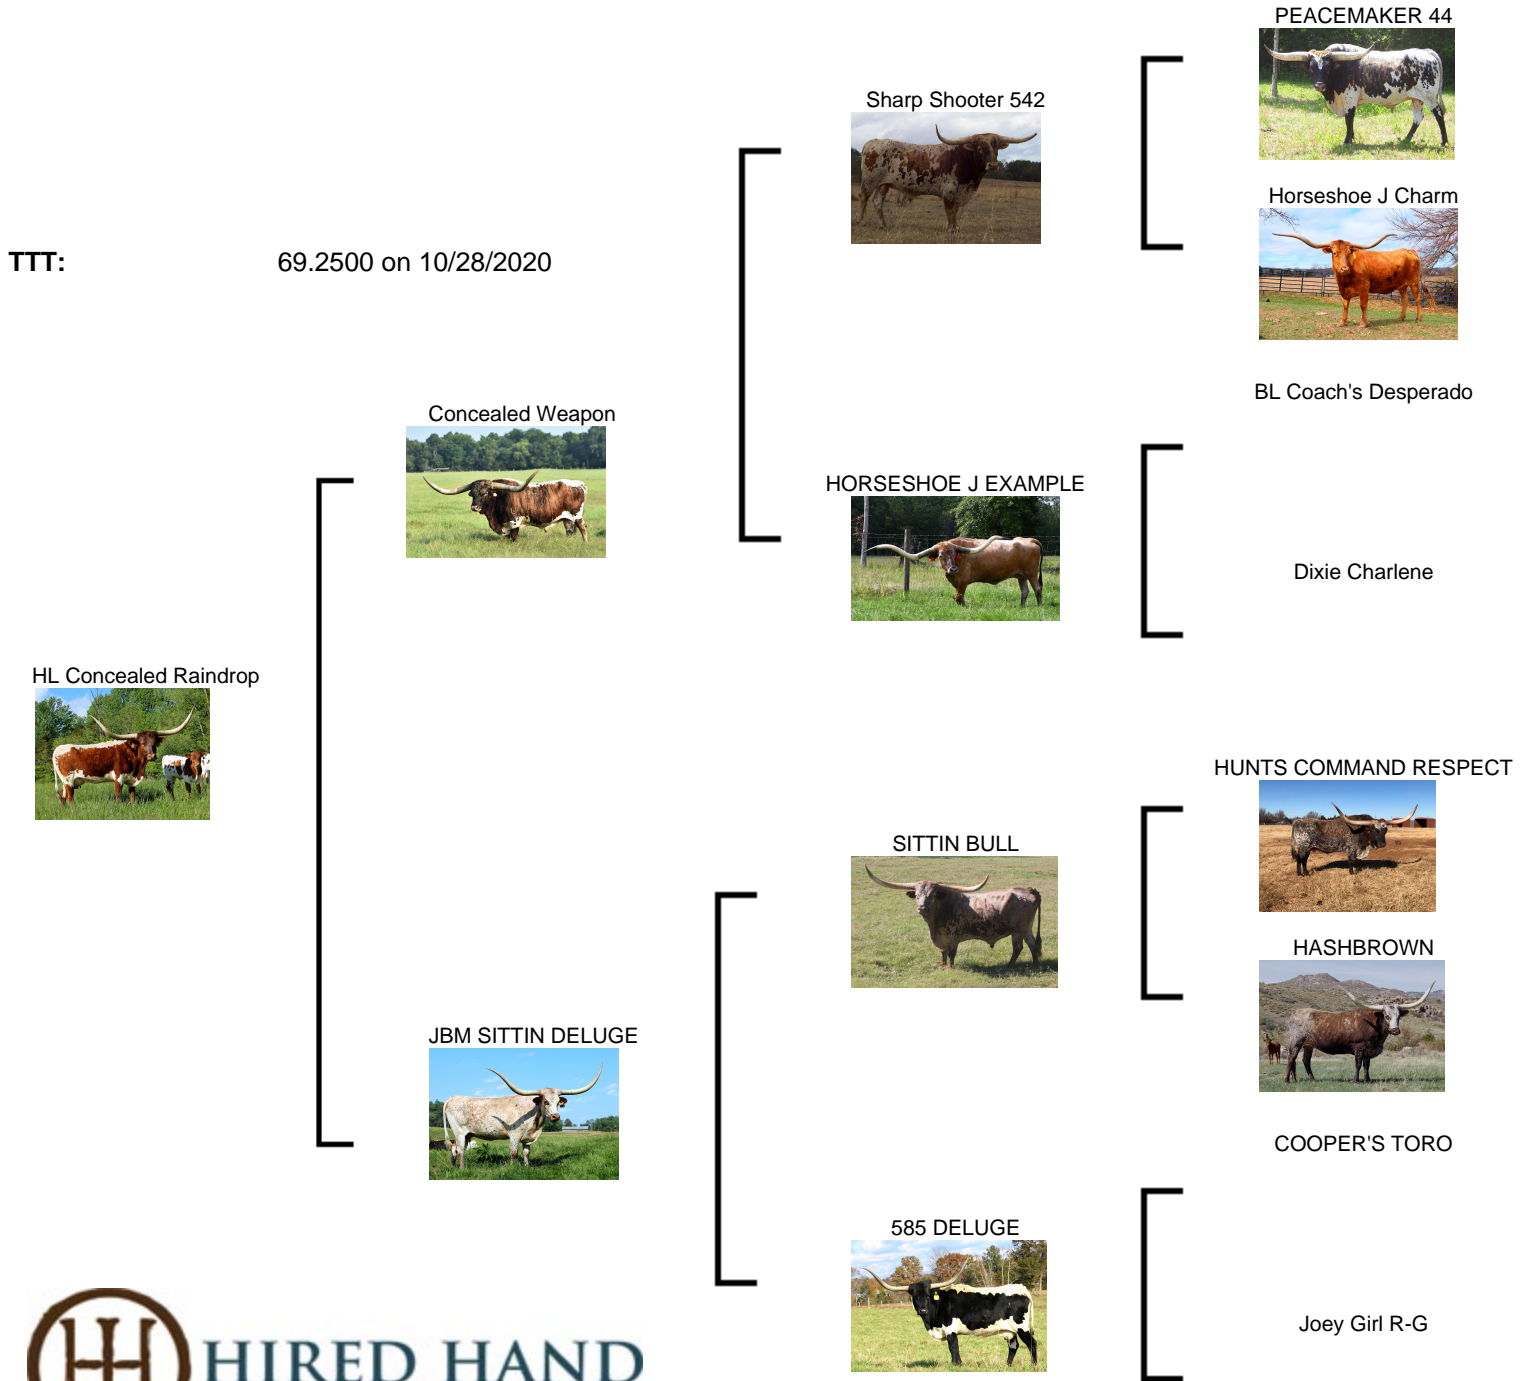 PEACEMAKER 44
Sharp Shooter 542
Horseshoe J Charm
TTT: 69.2500 on 10/28/2020
BL Coach's Desperado
Concealed Weapon
HORSESHOE J EXAMPLE
Dixie Charlene
HL Concealed Raindrop
HUNTS COMMAND RESPECT
SITTIN BULL
HASHBROWN
JBM SITTIN DELUGE
COOPER'S TORO
585 DELUGE
Joey Girl R-G
HIRED HAND